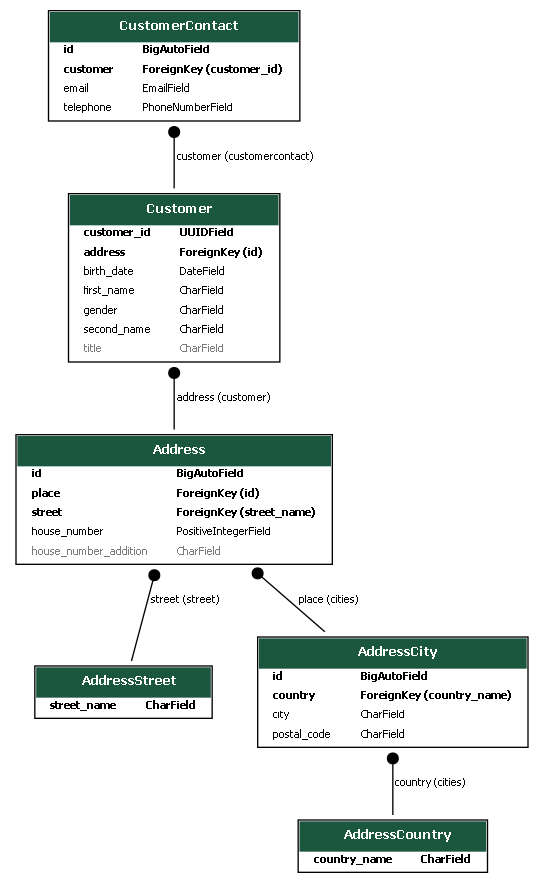 CustomerContact
id BigAutoField
customer ForeignKey (customer_id)
email EmailField
telephone PhoneNumberField
customer (customercontact)
Customer
customer_id UUIDField
address ForeignKey (id)
birth_date DateField
first_name CharField
gender CharField
second_name CharField
title CharField
address (customer)
Address
id BigAutoField
place ForeignKey (id)
street ForeignKey (street_name)
house_number PositiveIntegerField
house_number_addition CharField
street (street)
place (cities)
AddressStreet
street_name CharField
AddressCity
id BigAutoField
country ForeignKey (country_name)
city CharField
postal_code CharField
country (cities)
AddressCountry
country_name CharField